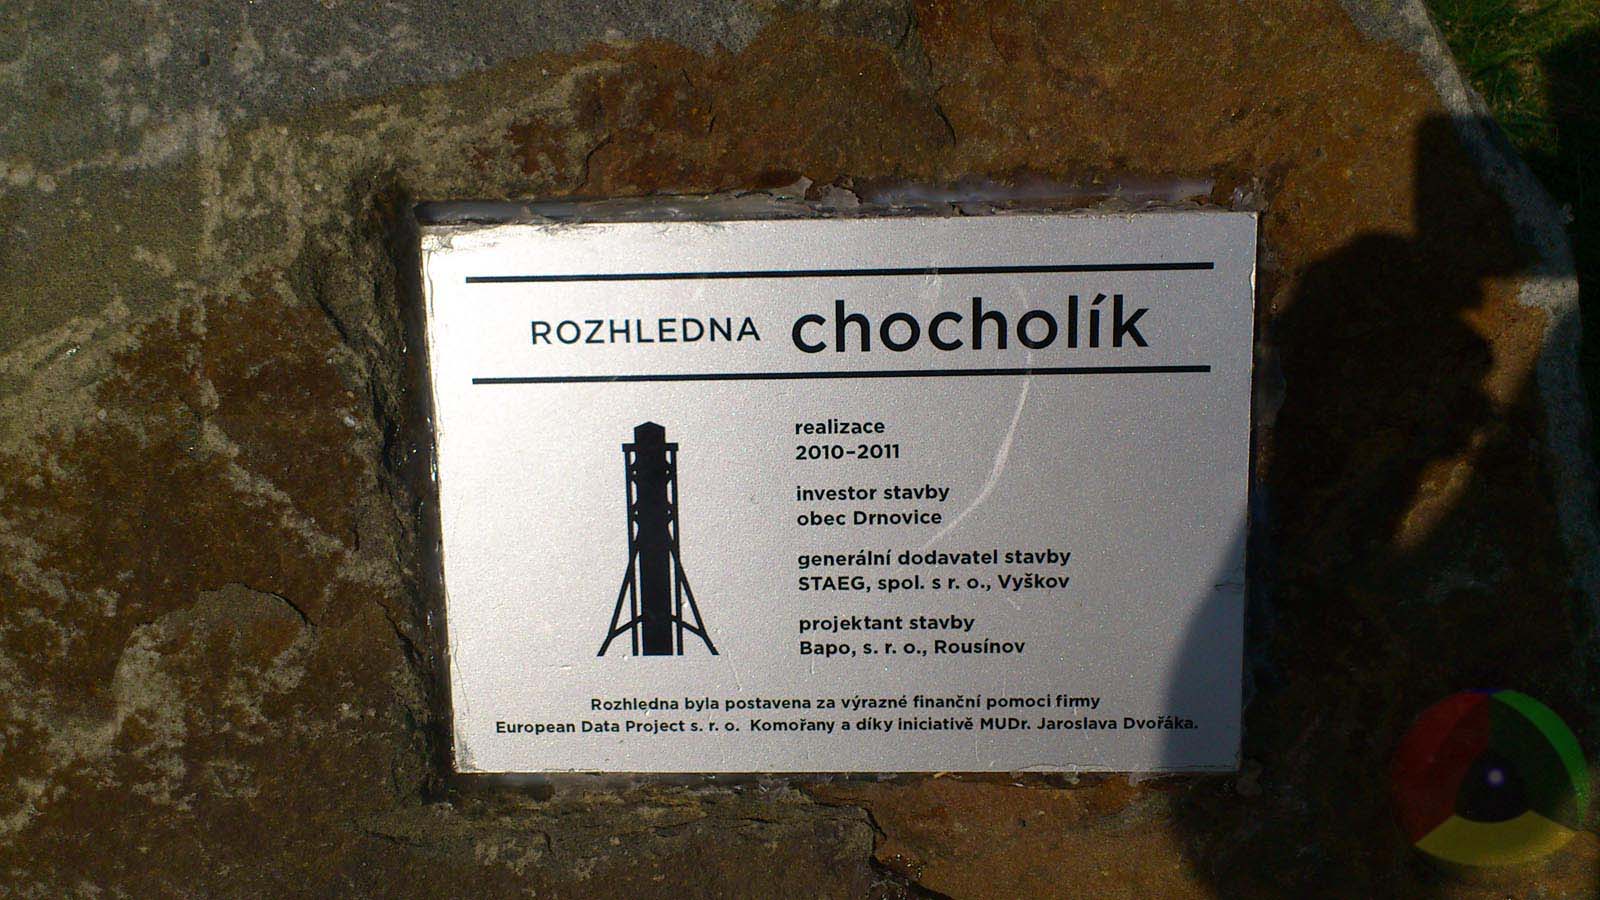 ROZHLEDNA chocholík
realizace
2010-2011
investor stavby
obec Drnovice
generální dodavatel stavby
STAEG, spol. s r. o., Vyškov
projektant stavby
Bapo, s. r. o., Rousínov
Rozhledna byla postavena za výrazné finanční pomoci firmy
European Data Project s. r. o. Komořany a díky iniciativě MUDr. Jaroslava Dvořáka.